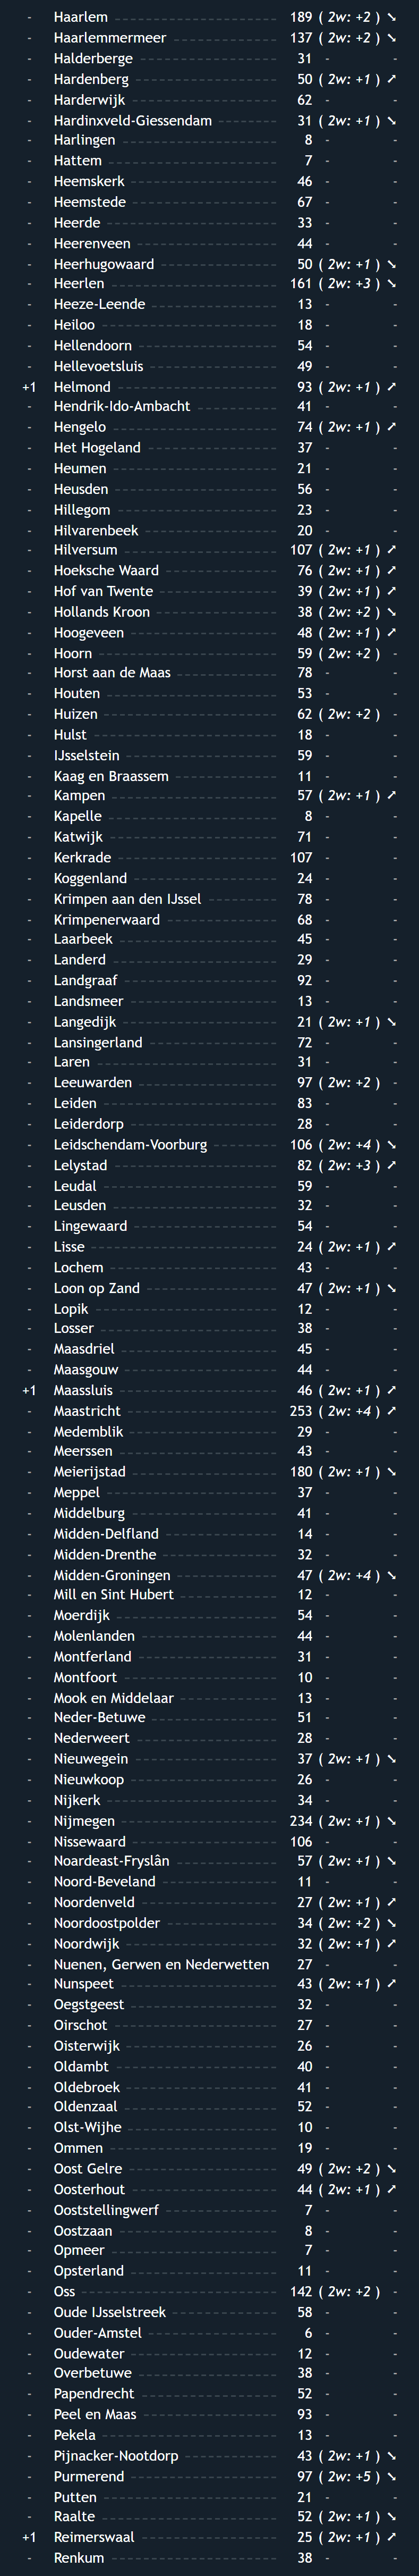 - Haarlem 189 ( 2w: +2 ) ➘
- Haarlemmermeer 137 ( 2w: +2 ) ➘
- Halderberge 31 - -
- Hardenberg 50 ( 2w: +1 ) ➚
- Harderwijk 62 - -
- Hardinxveld-Giessendam 31 ( 2w: +1 ) ➘
- Harlingen 8 - -
- Hattem 7 - -
- Heemskerk 46 - -
- Heemstede 67 - -
- Heerde 33 - -
- Heerenveen 44 - -
- Heerhugowaard 50 ( 2w: +1 ) ➘
- Heerlen 161 ( 2w: +3 ) ➘
- Heeze-Leende 13 - -
- Heiloo 18 - -
- Hellendoorn 54 - -
- Hellevoetsluis 49 - -
+1 Helmond 93 ( 2w: +1 ) ➚
- Hendrik-Ido-Ambacht 41 - -
- Hengelo 74 ( 2w: +1 ) ➚
- Het Hogeland 37 - -
- Heumen 21 - -
- Heusden 56 - -
- Hillegom 23 - -
- Hilvarenbeek 20 - -
- Hilversum 107 ( 2w: +1 ) ➚
- Hoeksche Waard 76 ( 2w: +1 ) ➚
- Hof van Twente 39 ( 2w: +1 ) ➚
- Hollands Kroon 38 ( 2w: +2 ) ➘
- Hoogeveen 48 ( 2w: +1 ) ➚
- Hoorn 59 ( 2w: +2 ) -
- Horst aan de Maas 78 - -
- Houten 53 - -
- Huizen 62 ( 2w: +2 ) -
- Hulst 18 - -
- IJsselstein 59 - -
- Kaag en Braassem 11 - -
- Kampen 57 ( 2w: +1 ) ➚
- Kapelle 8 - -
- Katwijk 71 - -
- Kerkrade 107 - -
- Koggenland 24 - -
- Krimpen aan den IJssel 78 - -
- Krimpenerwaard 68 - -
- Laarbeek 45 - -
- Landerd 29 - -
- Landgraaf 92 - -
- Landsmeer 13 - -
- Langedijk 21 ( 2w: +1 ) ➘
- Lansingerland 72 - -
- Laren 31 - -
- Leeuwarden 97 ( 2w: +2 ) -
- Leiden 83 - -
- Leiderdorp 28 - -
- Leidschendam-Voorburg 106 ( 2w: +4 ) ➘
- Lelystad 82 ( 2w: +3 ) ➚
- Leudal 59 - -
- Leusden 32 - -
- Lingewaard 54 - -
- Lisse 24 ( 2w: +1 ) ➚
- Lochem 43 - -
- Loon op Zand 47 ( 2w: +1 ) ➘
- Lopik 12 - -
- Losser 38 - -
- Maasdriel 45 - -
- Maasgouw 44 - -
+1 Maassluis 46 ( 2w: +1 ) ➚
- Maastricht 253 ( 2w: +4 ) ➚
- Medemblik 29 - -
- Meerssen 43 - -
- Meierijstad 180 ( 2w: +1 ) ➘
- Meppel 37 - -
- Middelburg 41 - -
- Midden-Delfland 14 - -
- Midden-Drenthe 32 - -
- Midden-Groningen 47 ( 2w: +4 ) ➘
- Mill en Sint Hubert 12 - -
- Moerdijk 54 - -
- Molenlanden 44 - -
- Montferland 31 - -
- Montfoort 10 - -
- Mook en Middelaar 13 - -
- Neder-Betuwe 51 - -
- Nederweert 28 - -
- Nieuwegein 37 ( 2w: +1 ) ➘
- Nieuwkoop 26 - -
- Nijkerk 34 - -
- Nijmegen 234 ( 2w: +1 ) ➘
- Nissewaard 106 - -
- Noardeast-Fryslân 57 ( 2w: +1 ) ➘
- Noord-Beveland 11 - -
- Noordenveld 27 ( 2w: +1 ) ➚
- Noordoostpolder 34 ( 2w: +2 ) ➘
- Noordwijk 32 ( 2w: +1 ) ➚
- Nuenen, Gerwen en Nederwetten 27 - -
- Nunspeet 43 ( 2w: +1 ) ➚
- Oegstgeest 32 - -
- Oirschot 27 - -
- Oisterwijk 26 - -
- Oldambt 40 - -
- Oldebroek 41 - -
- Oldenzaal 52 - -
- Olst-Wijhe 10 - -
- Ommen 19 - -
- Oost Gelre 49 ( 2w: +2 ) ➘
- Oosterhout 44 ( 2w: +1 ) ➚
- Ooststellingwerf 7 - -
- Oostzaan 8 - -
- Opmeer 7 - -
- Opsterland 11 - -
- Oss 142 ( 2w: +2 ) -
- Oude IJsselstreek 58 - -
- Ouder-Amstel 6 - -
- Oudewater 12 - -
- Overbetuwe 38 - -
- Papendrecht 52 - -
- Peel en Maas 93 - -
- Pekela 13 - -
- Pijnacker-Nootdorp 43 ( 2w: +1 ) ➘
- Purmerend 97 ( 2w: +5 ) ➘
- Putten 21 - -
- Raalte 52 ( 2w: +1 ) ➘
+1 Reimerswaal 25 ( 2w: +1 ) ➚
- Renkum 38 - -